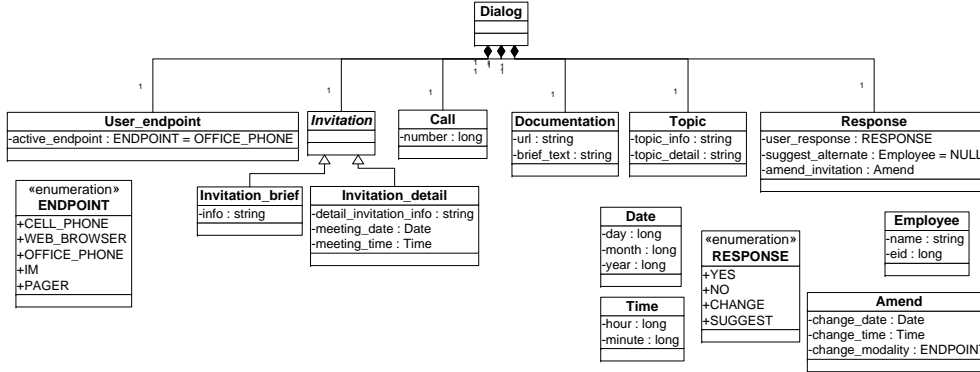 Dialog
1
1
1
1
1
1
1
1
1
1
1
User_endpoint
-active_endpoint : ENDPOINT = OFFICE_PHONE
Invitation
Call
-number : long
Documentation
-url : string
-brief_text : string
Topic
-topic_info : string
-topic_detail : string
Response
-user_response : RESPONSE
-suggest_alternate : Employee = NULL
-amend_invitation : Amend
«enumeration»
ENDPOINT
+CELL_PHONE
+WEB_BROWSER
+OFFICE_PHONE
+IM
+PAGER
Invitation_brief
-info : string
Invitation_detail
-detail_invitation_info : string
-meeting_date : Date
-meeting_time : Time
Date
-day : long
-month : long
-year : long
Time
-hour : long
-minute : long
«enumeration»
RESPONSE
+YES
+NO
+CHANGE
+SUGGEST
Employee
-name : string
-eid : long
Amend
-change_date : Date
-change_time : Time
-change_modality : ENDPOINT